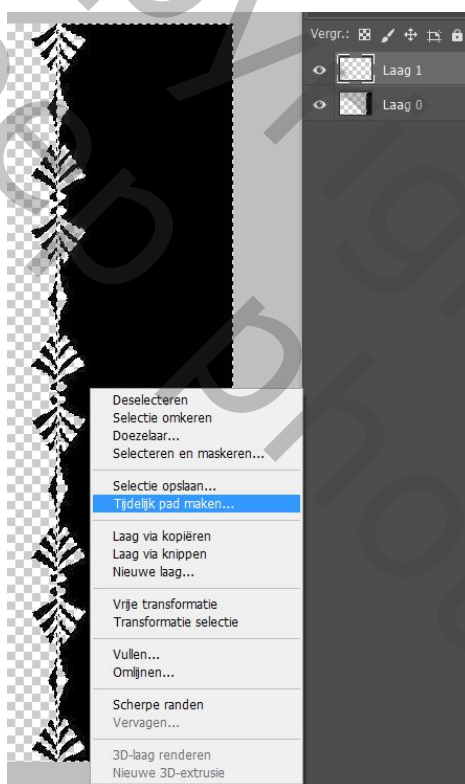 Vergr.:
Laag 1
Laag 0
Deselecteren
Selectie omkeren
Doezelaar...
Selecteren en maskeren...
Selectie opslaan...
Tijdelijk pad maken...
Laag via kopiëren
Laag via knippen
Nieuwe laag...
Vrije transformatie
Transformatie selectie
Vullen...
Omlijnen...
Scherpe randen
Vervagen...
3D-laag renderen
Nieuwe 3D-extrusie